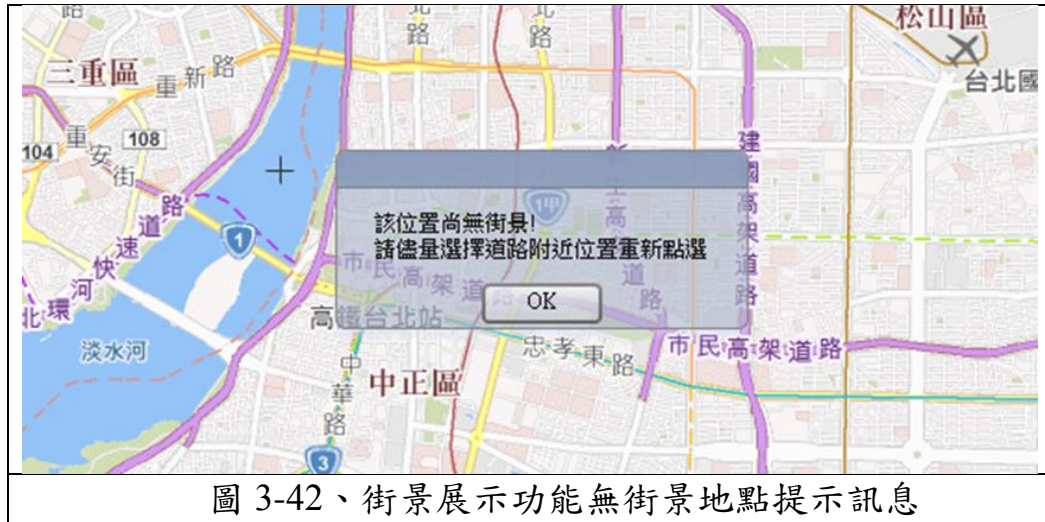 路
路
松山區
台北國
三重區
重新路
104
108
重安街
建國高架道路
1甲
該位置尚無街景!
請儘量選擇道路附近位置重新點選
OK
1
環河快速道路
北
市民高架道路
高鐵台北站
忠孝東路
市民高架道路
淡水河
中正區
中華路
3
圖 3-42、街景展示功能無街景地點提示訊息